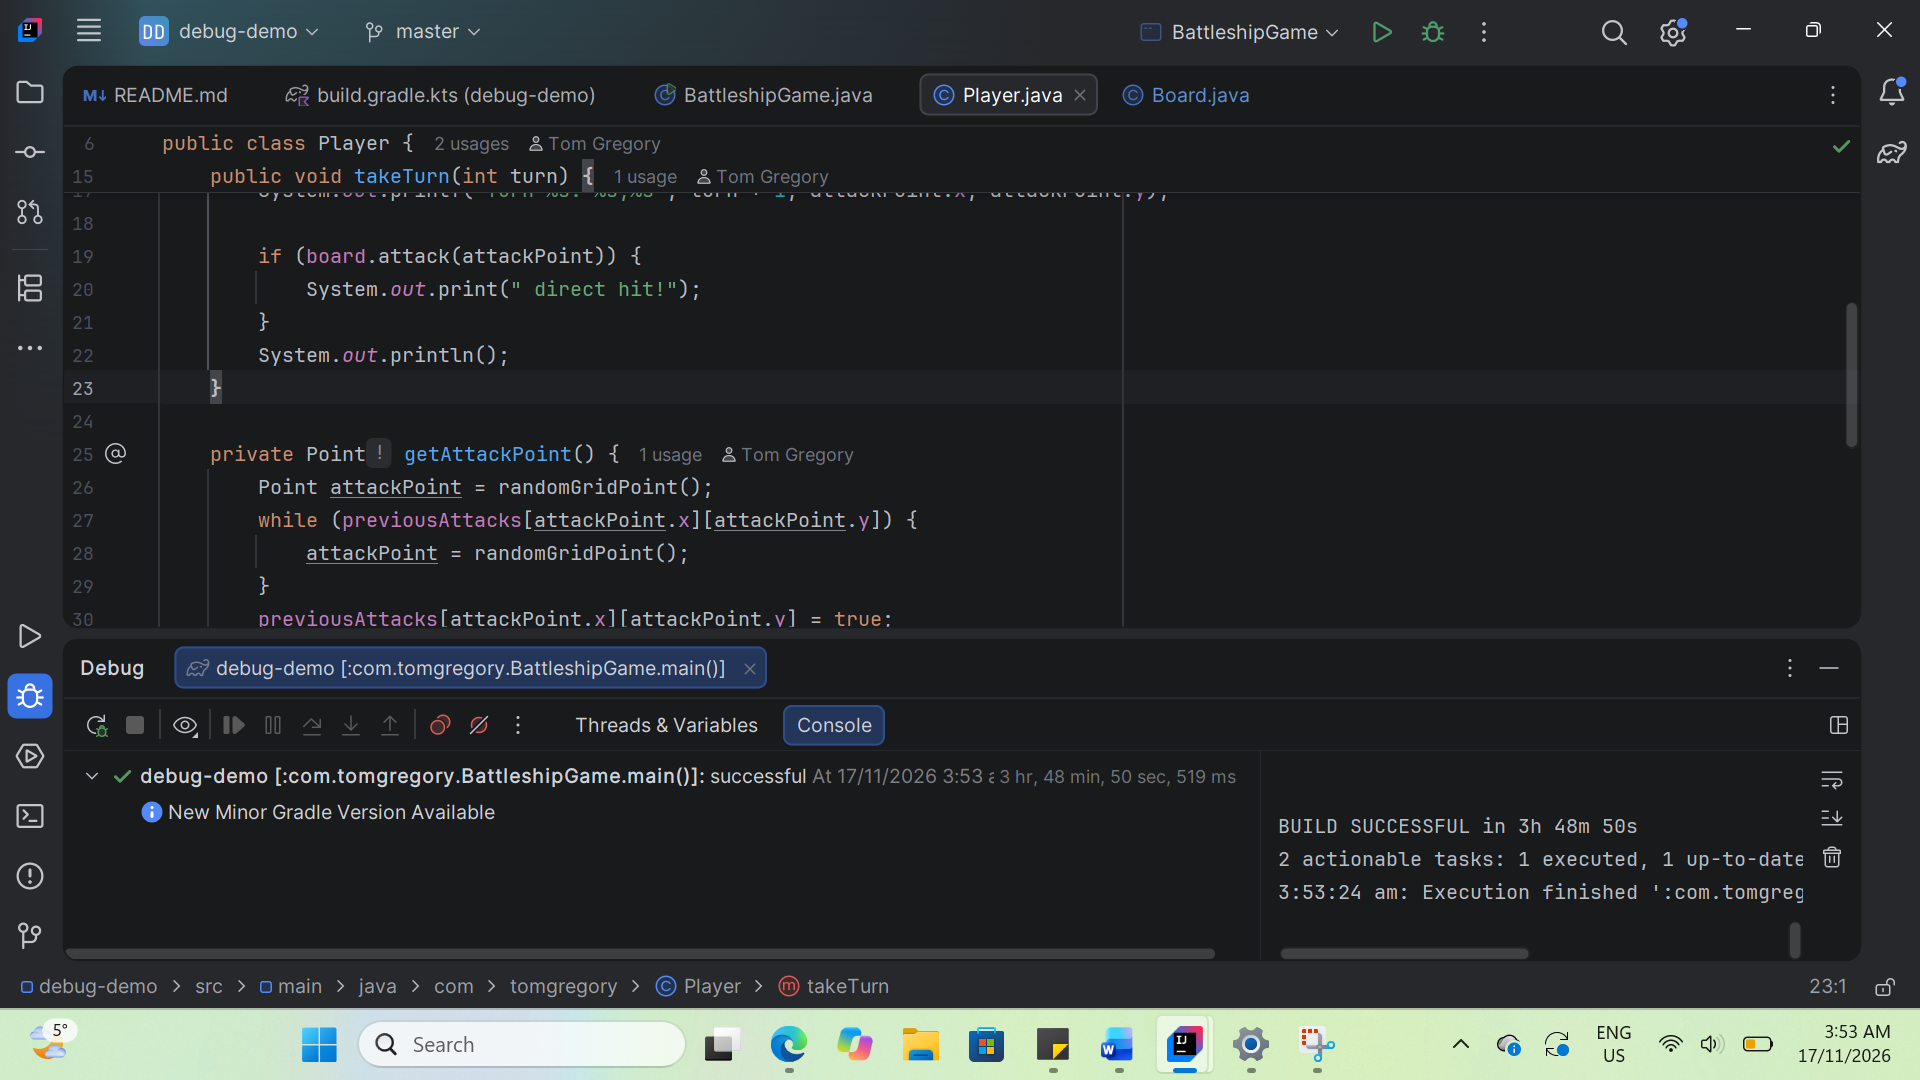 DD debug-demo master BattleshipGame
README.md build.gradle.kts (debug-demo) BattleshipGame.java Player.java Board.java
6 public class Player { 2 usages Tom Gregory
15 public void takeTurn(int turn) { 1 usage Tom Gregory
18
19 if (board.attack(attackPoint)) {
20 System.out.print(" direct hit!");
21 }
22 System.out.println();
23 }
24
25 private Point! getAttackPoint() { 1 usage Tom Gregory
26 Point attackPoint = randomGridPoint();
27 while (previousAttacks[attackPoint.x][attackPoint.y]) {
28 attackPoint = randomGridPoint();
29 }
30 previousAttacks[attackPoint.x][attackPoint.y] = true;
Debug debug-demo [:com.tomgregory.BattleshipGame.main()]
Threads & Variables Console
debug-demo [:com.tomgregory.BattleshipGame.main()]: successful At 17/11/2026 3:53 3 hr, 48 min, 50 sec, 519 ms
New Minor Gradle Version Available
BUILD SUCCESSFUL in 3h 48m 50s
2 actionable tasks: 1 executed, 1 up-to-date
3:53:24 am: Execution finished ':com.tomgreg
debug-demo > src > main > java > com > tomgregory > Player > takeTurn 23:1
5° Search ENG US 3:53 AM
17/11/2026